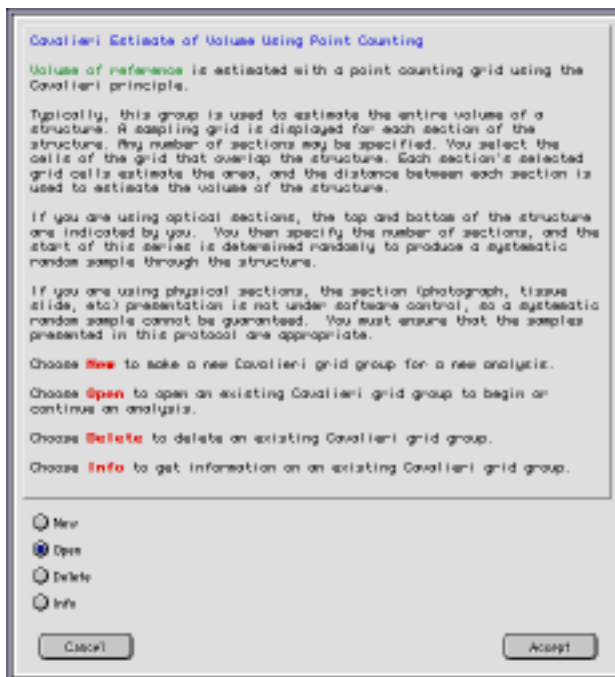 Cavalieri Estimate of Volume Using Point Counting
Volume of reference is estimated with a point counting grid using the
Cavalieri principle.
Typically, this group is used to estimate the entire volume of a
structure. A sampling grid is displayed for each section of the
structure. Any number of sections may be specified. You select the
cells of the grid that overlap the structure. Each section's selected
grid cells estimate the area, and the distance between each section is
used to estimate the volume of the structure.
If you are using optical sections, the top and bottom of the structure
are indicated by you. You then specify the number of sections, and the
start of this series is determined randomly to produce a systematic
random sample through the structure.
If you are using physical sections, the section (photograph, tissue
slide, etc) presentation is not under software control, so a systematic
random sample cannot be guaranteed. You must ensure that the samples
presented in this protocol are appropriate.
Choose New to make a new Cavalieri grid group for a new analysis.
Choose Open to open an existing Cavalieri grid group to begin or
continue an analysis.
Choose Delete to delete an existing Cavalieri grid group.
Choose Info to get information on an existing Cavalieri grid group.
New
Open
Delete
Info
Cancel
Accept